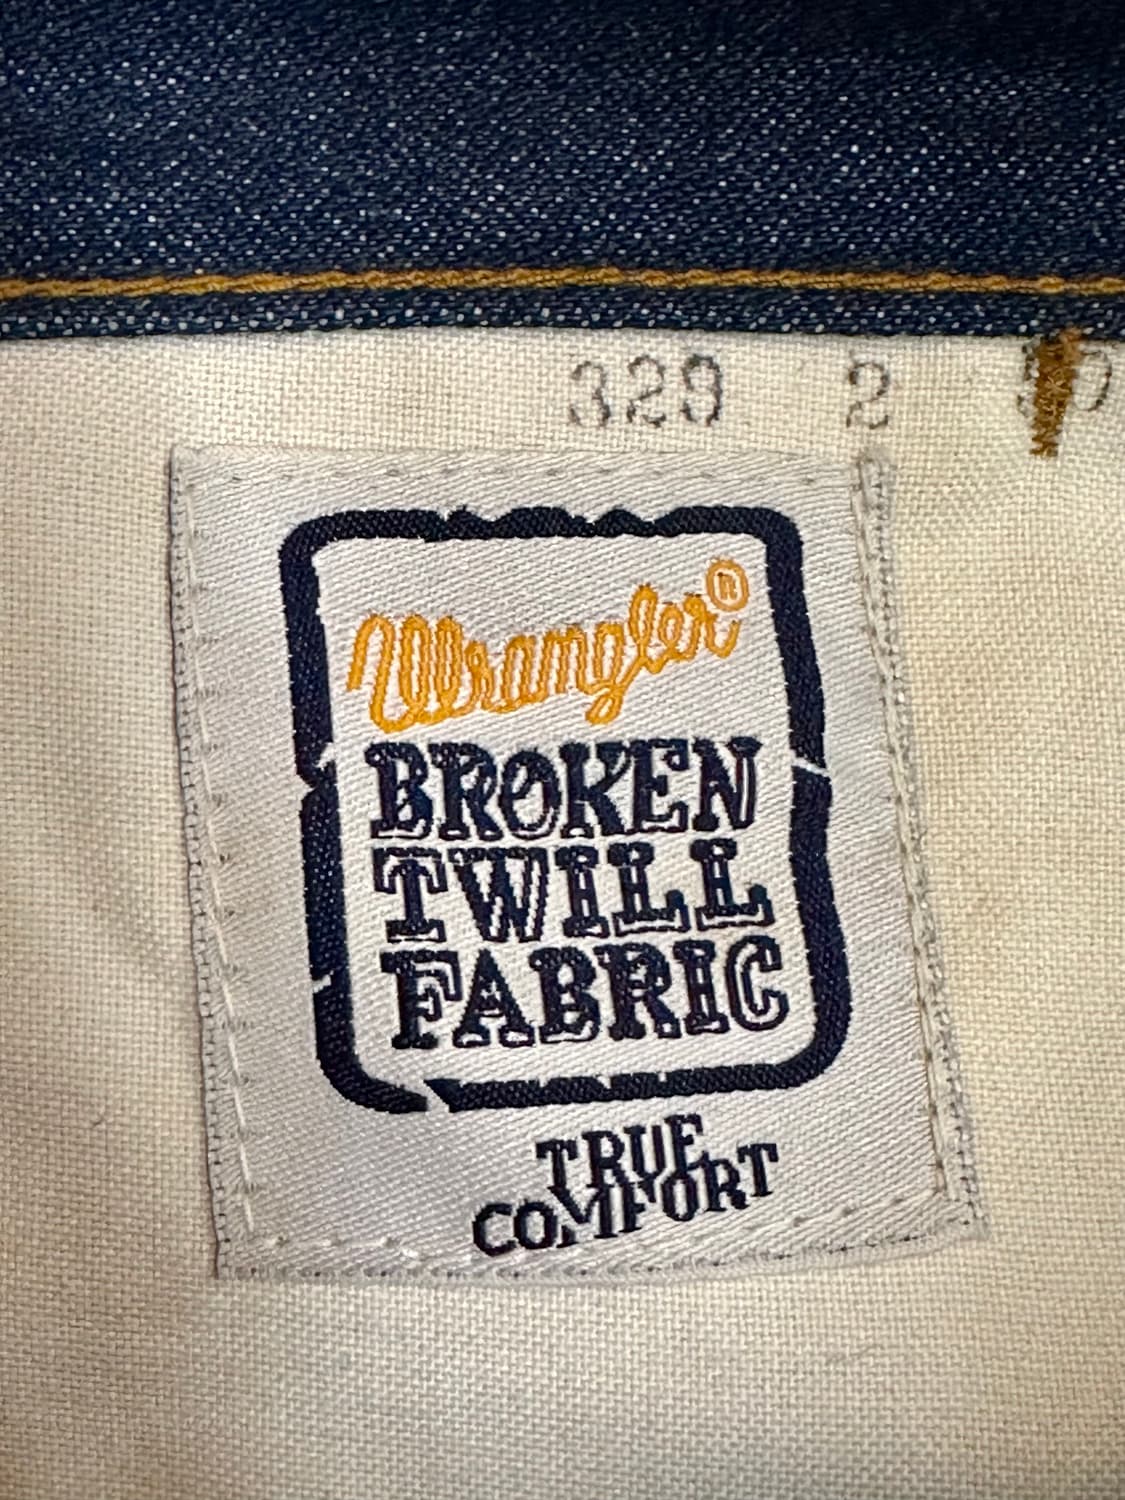 329 2
Wrangler®
BROKEN
TWILL
FABRIC
TRUE
COMFORT